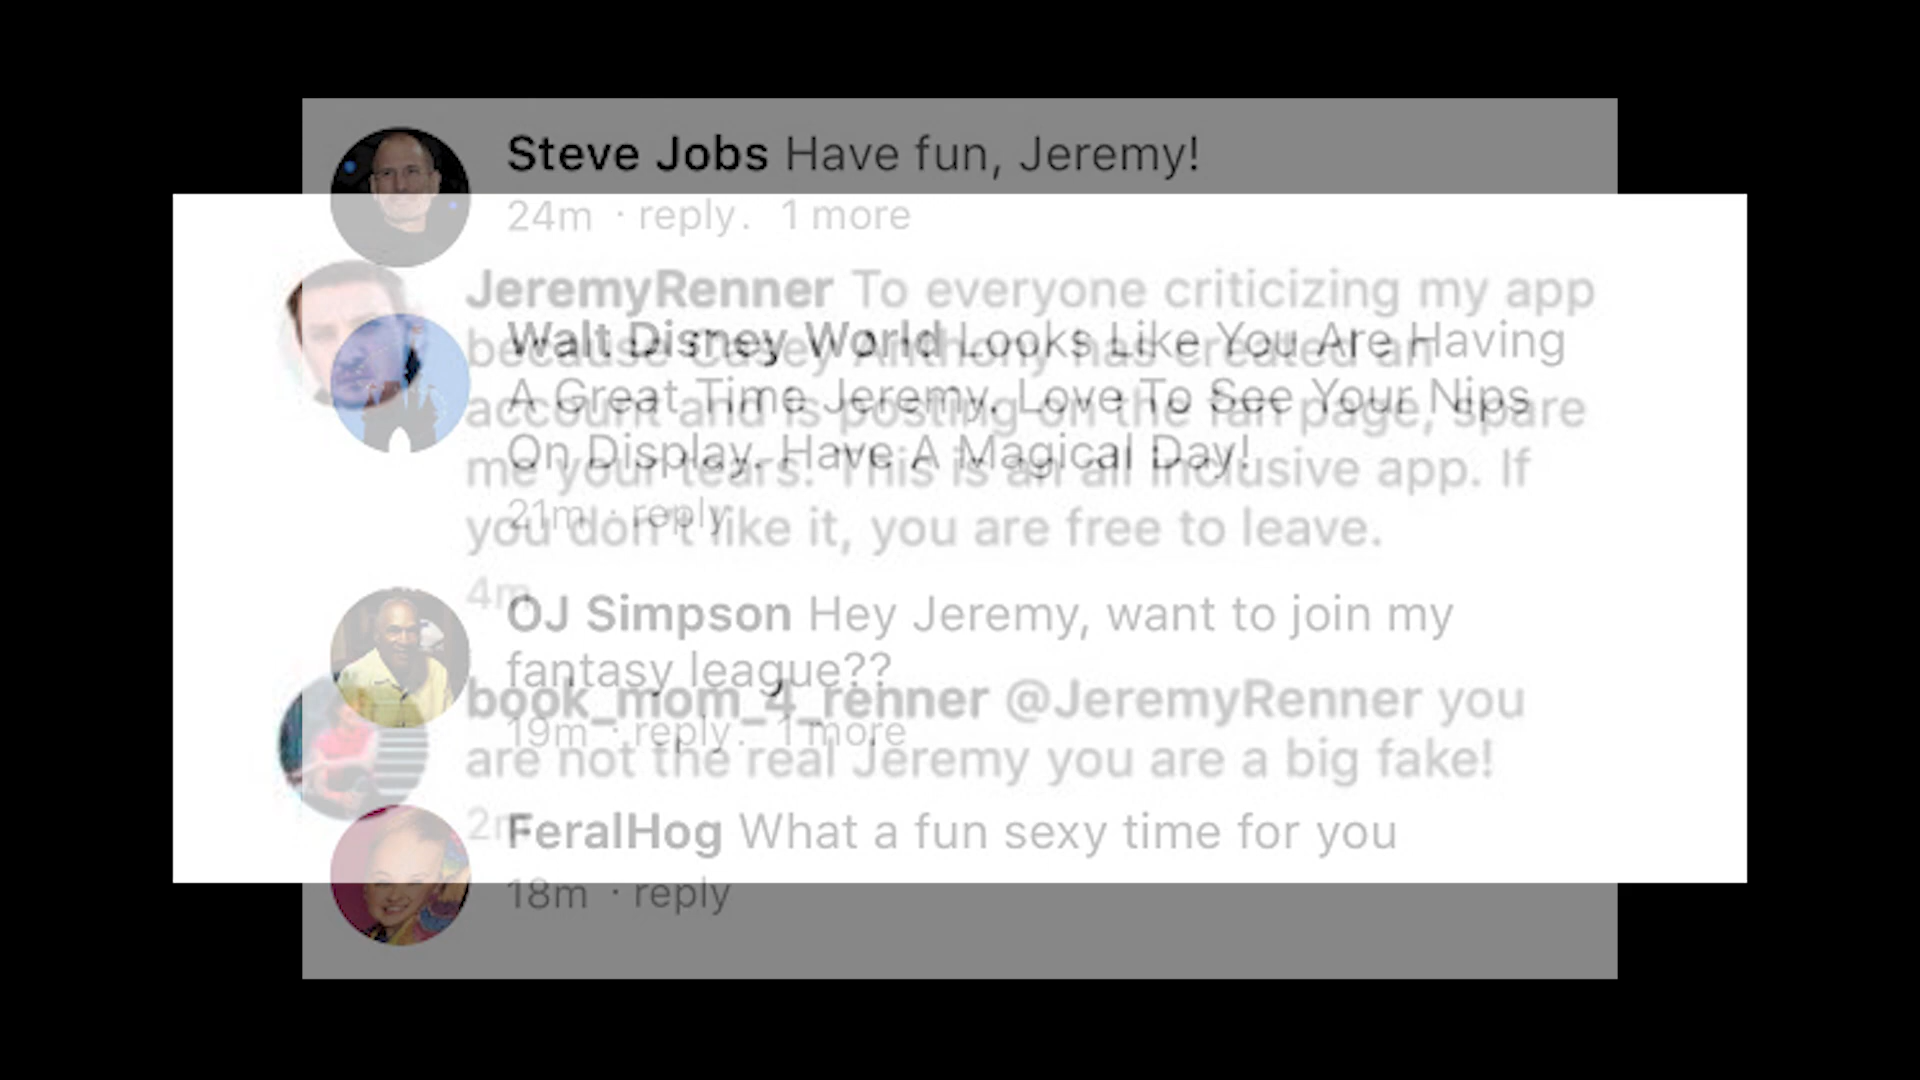 Steve Jobs Have fun, Jeremy!
24m · reply. 1 more
JeremyRenner To everyone criticizing my app
because Casey Anthony has created an
account and is posting on the fan page, spare
me your tears. This is an all inclusive app. If
you don't like it, you are free to leave.
4m
Walt Disney World Looks Like You Are Having
A Great Time Jeremy. Love To See Your Nips
On Display. Have A Magical Day!
21m · reply
OJ Simpson Hey Jeremy, want to join my
fantasy league??
19m · reply. 1 more
book_mom_4_renner @JeremyRenner you
are not the real Jeremy you are a big fake!
2m
FeralHog What a fun sexy time for you
18m · reply